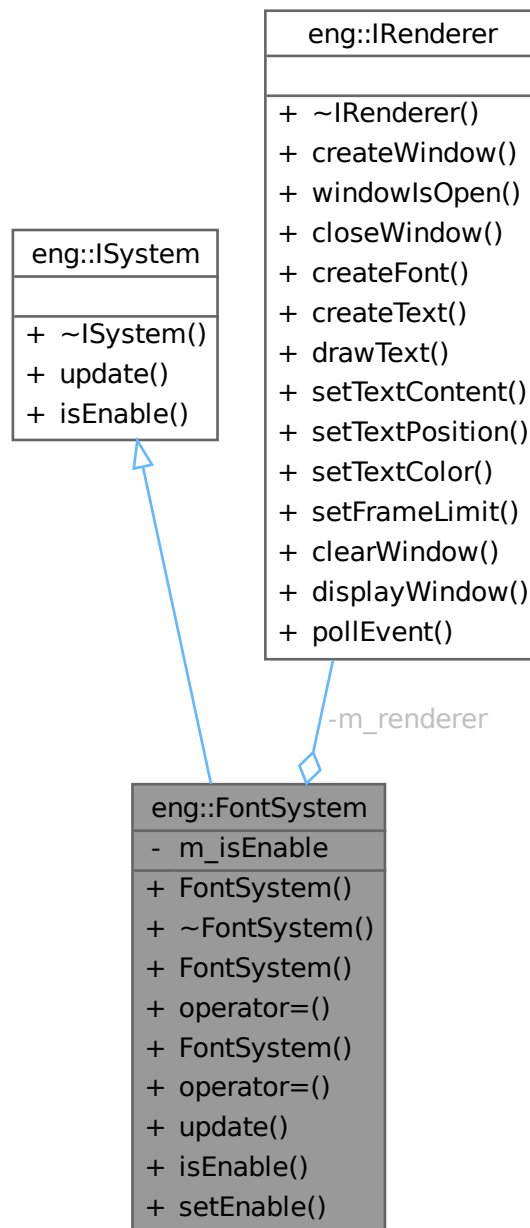 eng::IRenderer
+ ~IRenderer()
+ createWindow()
+ windowIsOpen()
+ closeWindow()
+ createFont()
+ createText()
+ drawText()
+ setTextContent()
+ setTextPosition()
+ setTextColor()
+ setFrameLimit()
+ clearWindow()
+ displayWindow()
+ pollEvent()
eng::ISystem
+ ~ISystem()
+ update()
+ isEnable()
-m_renderer
eng::FontSystem
- m_isEnable
+ FontSystem()
+ ~FontSystem()
+ FontSystem()
+ operator=()
+ FontSystem()
+ operator=()
+ update()
+ isEnable()
+ setEnable()